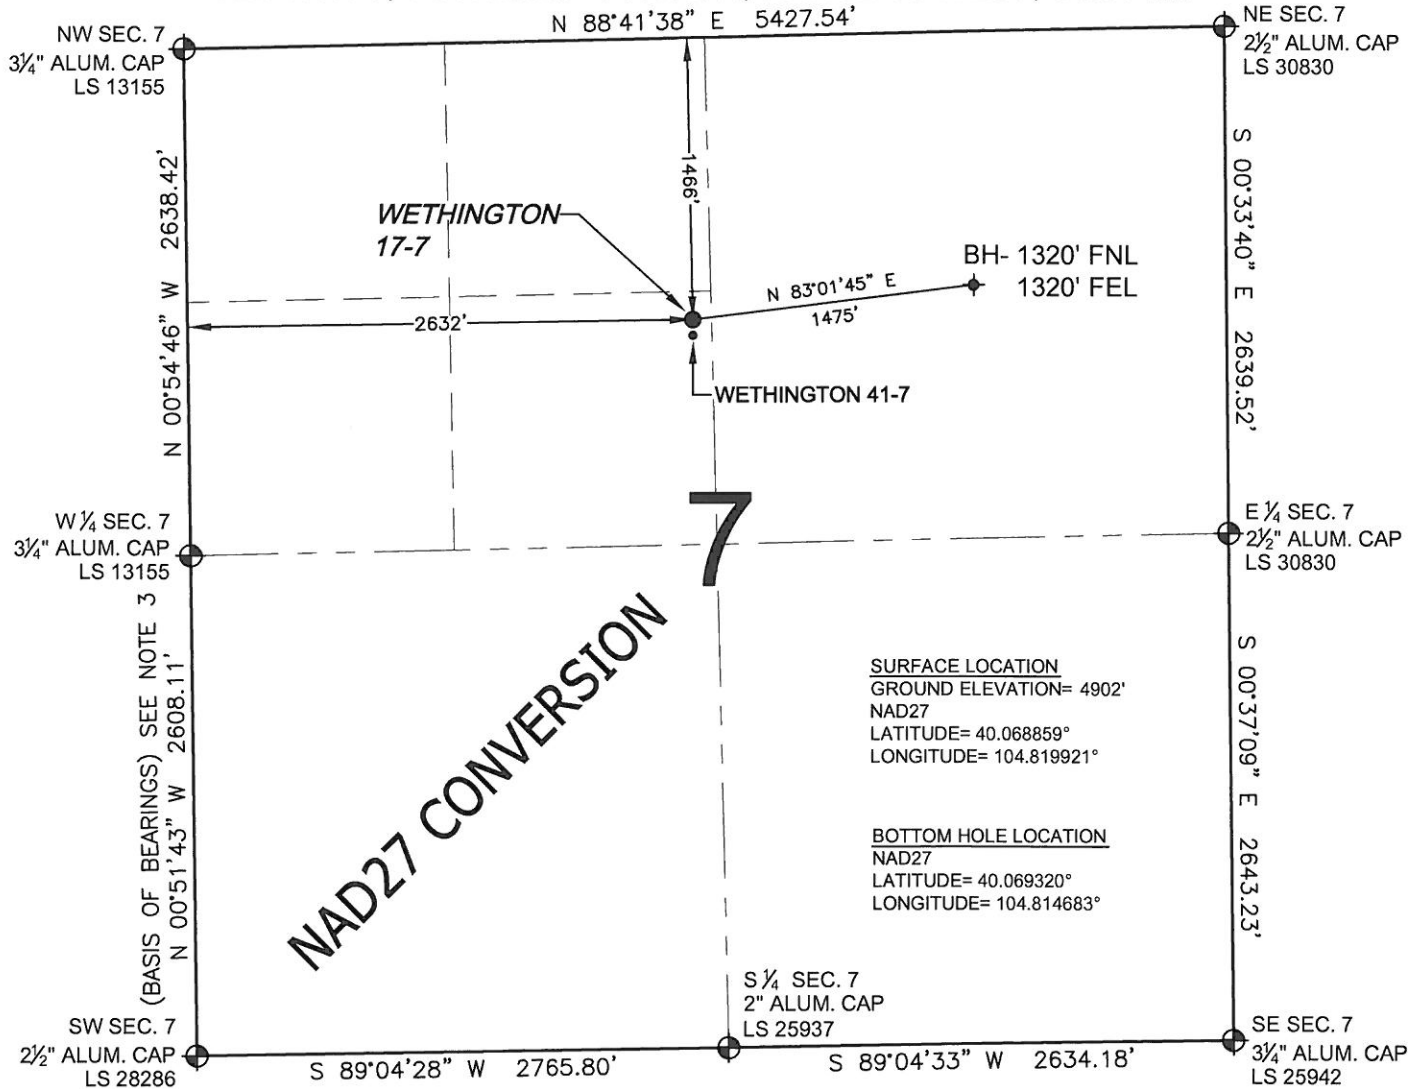 N 88°41'38" E 5427.54'
NW SEC. 7
3¼" ALUM. CAP
LS 13155
NE SEC. 7
2½" ALUM. CAP
LS 30830
N 00°54'46" W 2638.42'
S 00°33'40" E 2639.52'
1466'
WETHINGTON
17-7
BH- 1320' FNL
1320' FEL
N 83°01'45" E
1475'
2632'
WETHINGTON 41-7
7
W ¼ SEC. 7
3¼" ALUM. CAP
LS 13155
E ¼ SEC. 7
2½" ALUM. CAP
LS 30830
(BASIS OF BEARINGS) SEE NOTE 3
N 00°51'43" W 2608.11'
NAD27 CONVERSION
SURFACE LOCATION
GROUND ELEVATION= 4902'
NAD27
LATITUDE= 40.068859°
LONGITUDE= 104.819921°
BOTTOM HOLE LOCATION
NAD27
LATITUDE= 40.069320°
LONGITUDE= 104.814683°
S 00°37'09" E 2643.23'
S ¼ SEC. 7
2" ALUM. CAP
LS 25937
SW SEC. 7
2½" ALUM. CAP
LS 28286
S 89°04'28" W 2765.80'
S 89°04'33" W 2634.18'
SE SEC. 7
3¼" ALUM. CAP
LS 25942